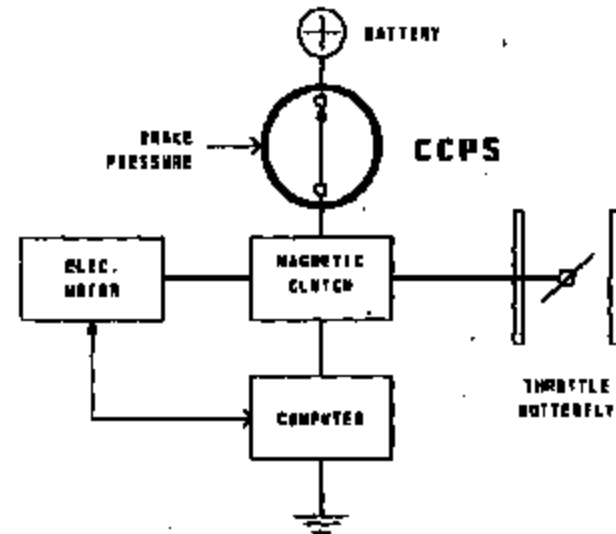 BATTERY
BRAKE
PRESSURE
CCPS
ELEC.
MOTOR
MAGNETIC
CLUTCH
THROTTLE
BUTTERFLY
COMPUTER